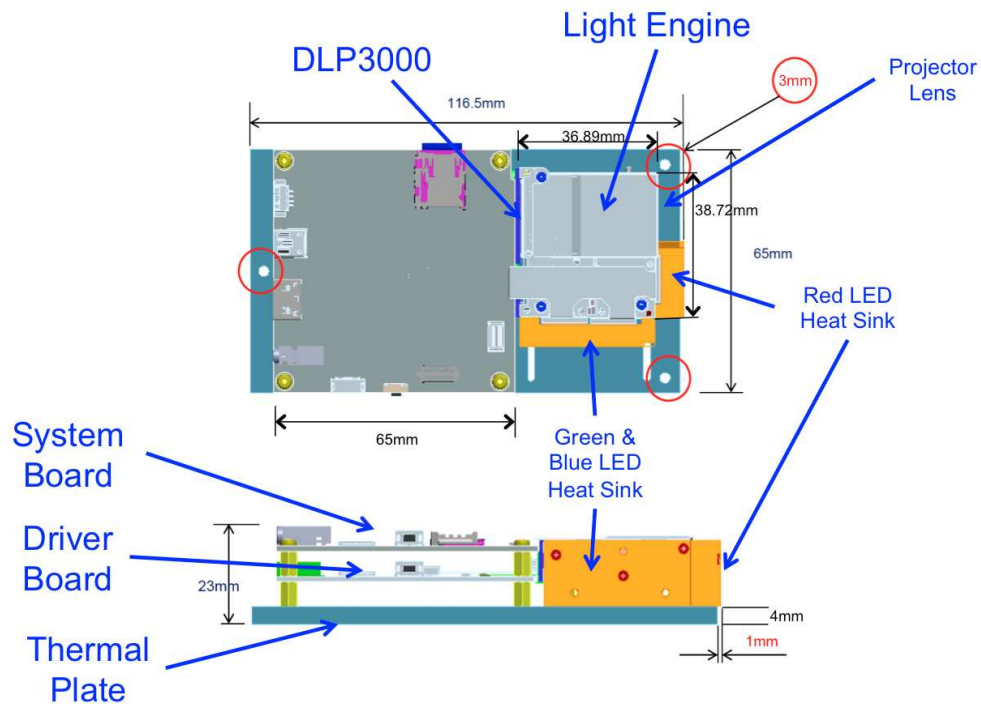 Light Engine
DLP3000
3mm
Projector
Lens
116.5mm
36.89mm
38.72mm
65mm
Red LED
Heat Sink
65mm
Green &
Blue LED
Heat Sink
System
Board
Driver
Board
23mm
4mm
1mm
Thermal
Plate